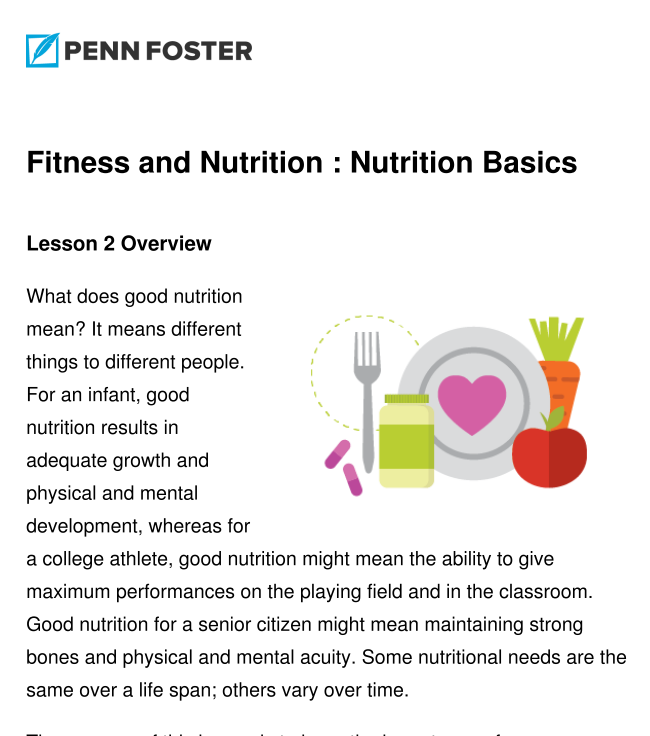 PENN FOSTER
Fitness and Nutrition : Nutrition Basics
Lesson 2 Overview
What does good nutrition
mean? It means different
things to different people.
For an infant, good
nutrition results in
adequate growth and
physical and mental
development, whereas for
a college athlete, good nutrition might mean the ability to give
maximum performances on the playing field and in the classroom.
Good nutrition for a senior citizen might mean maintaining strong
bones and physical and mental acuity. Some nutritional needs are the
same over a life span; others vary over time.